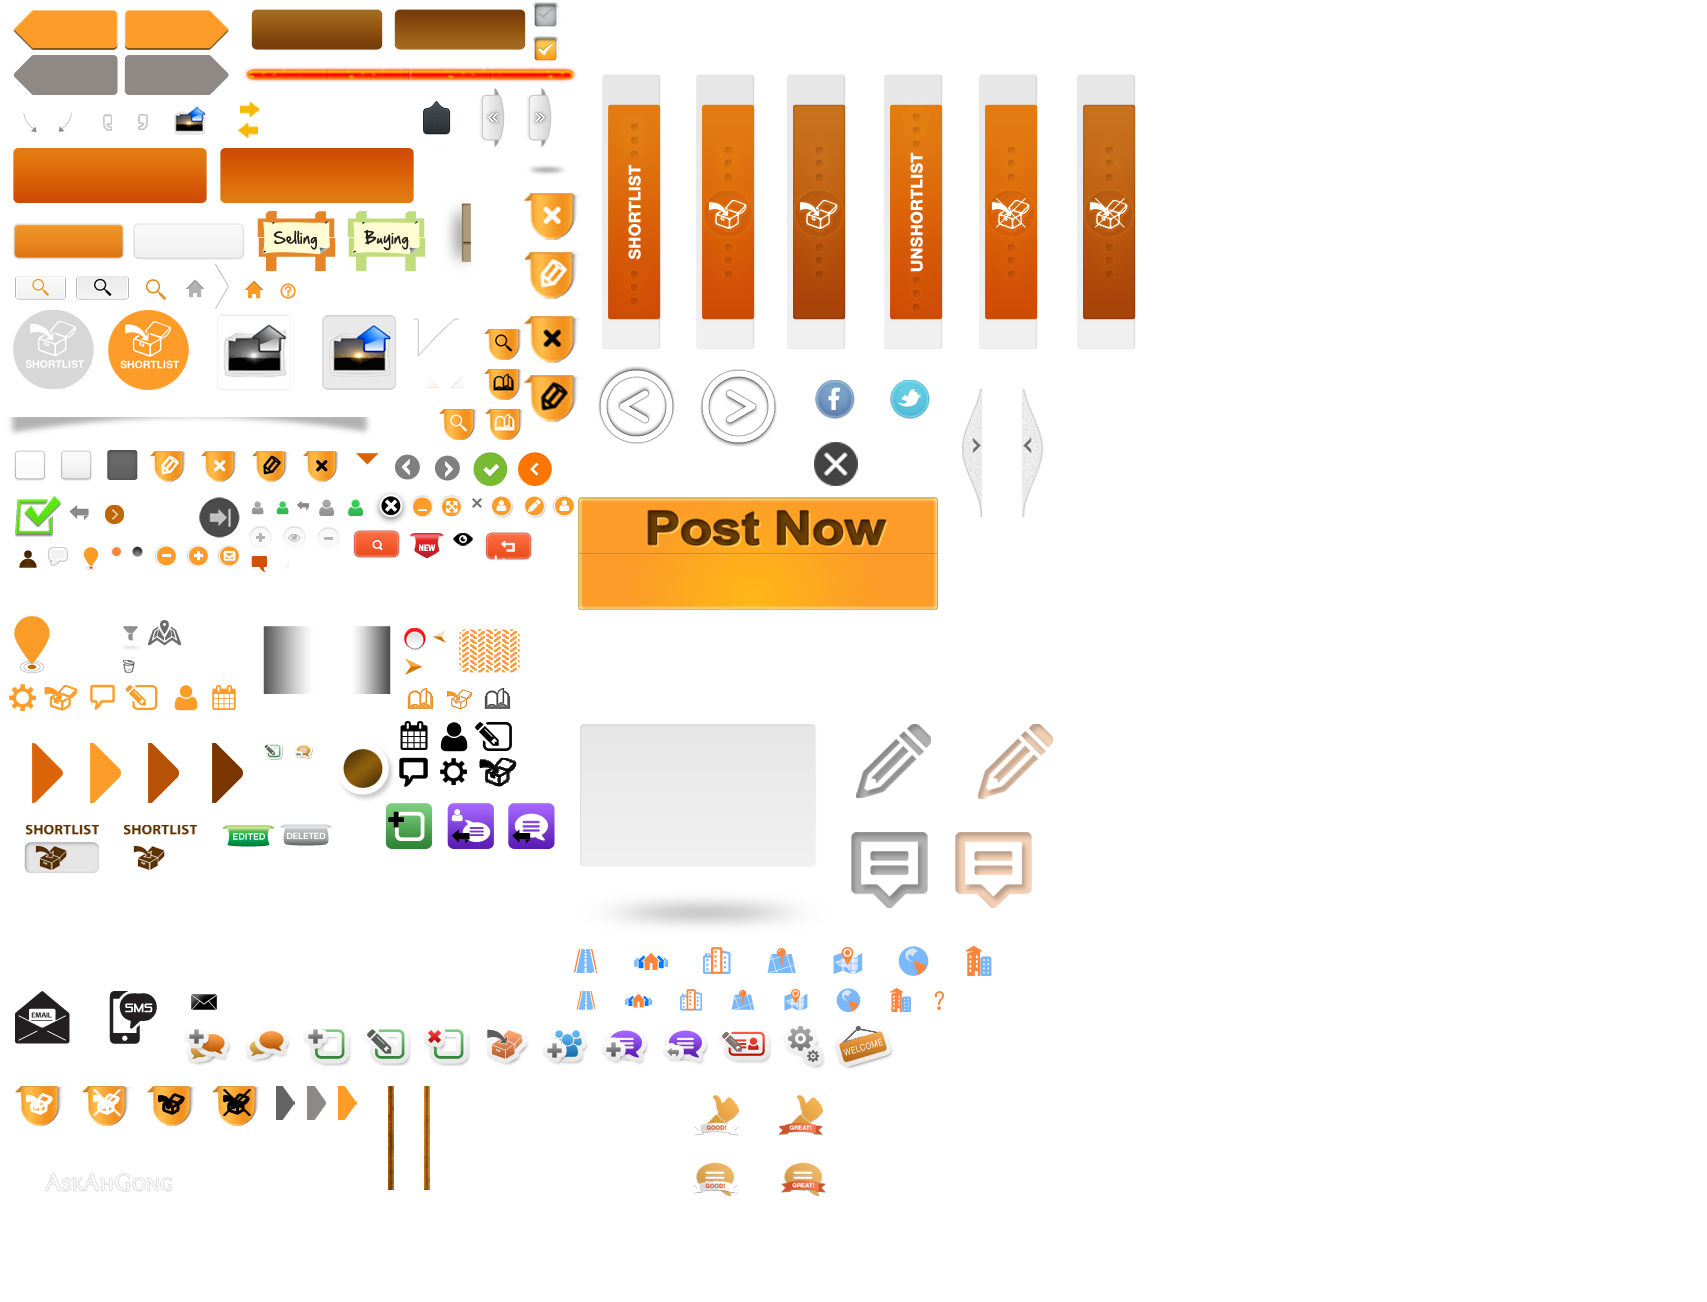 Selling
Buying
SHORTLIST
UNSHORTLIST
SHORTLIST
SHORTLIST
Post Now
NEW
SHORTLIST
SHORTLIST
EDITED
DELETED
EMAIL
SMS
WELCOME
GOOD!
GREAT!
GOOD!
GREAT!
ASKAHGONG